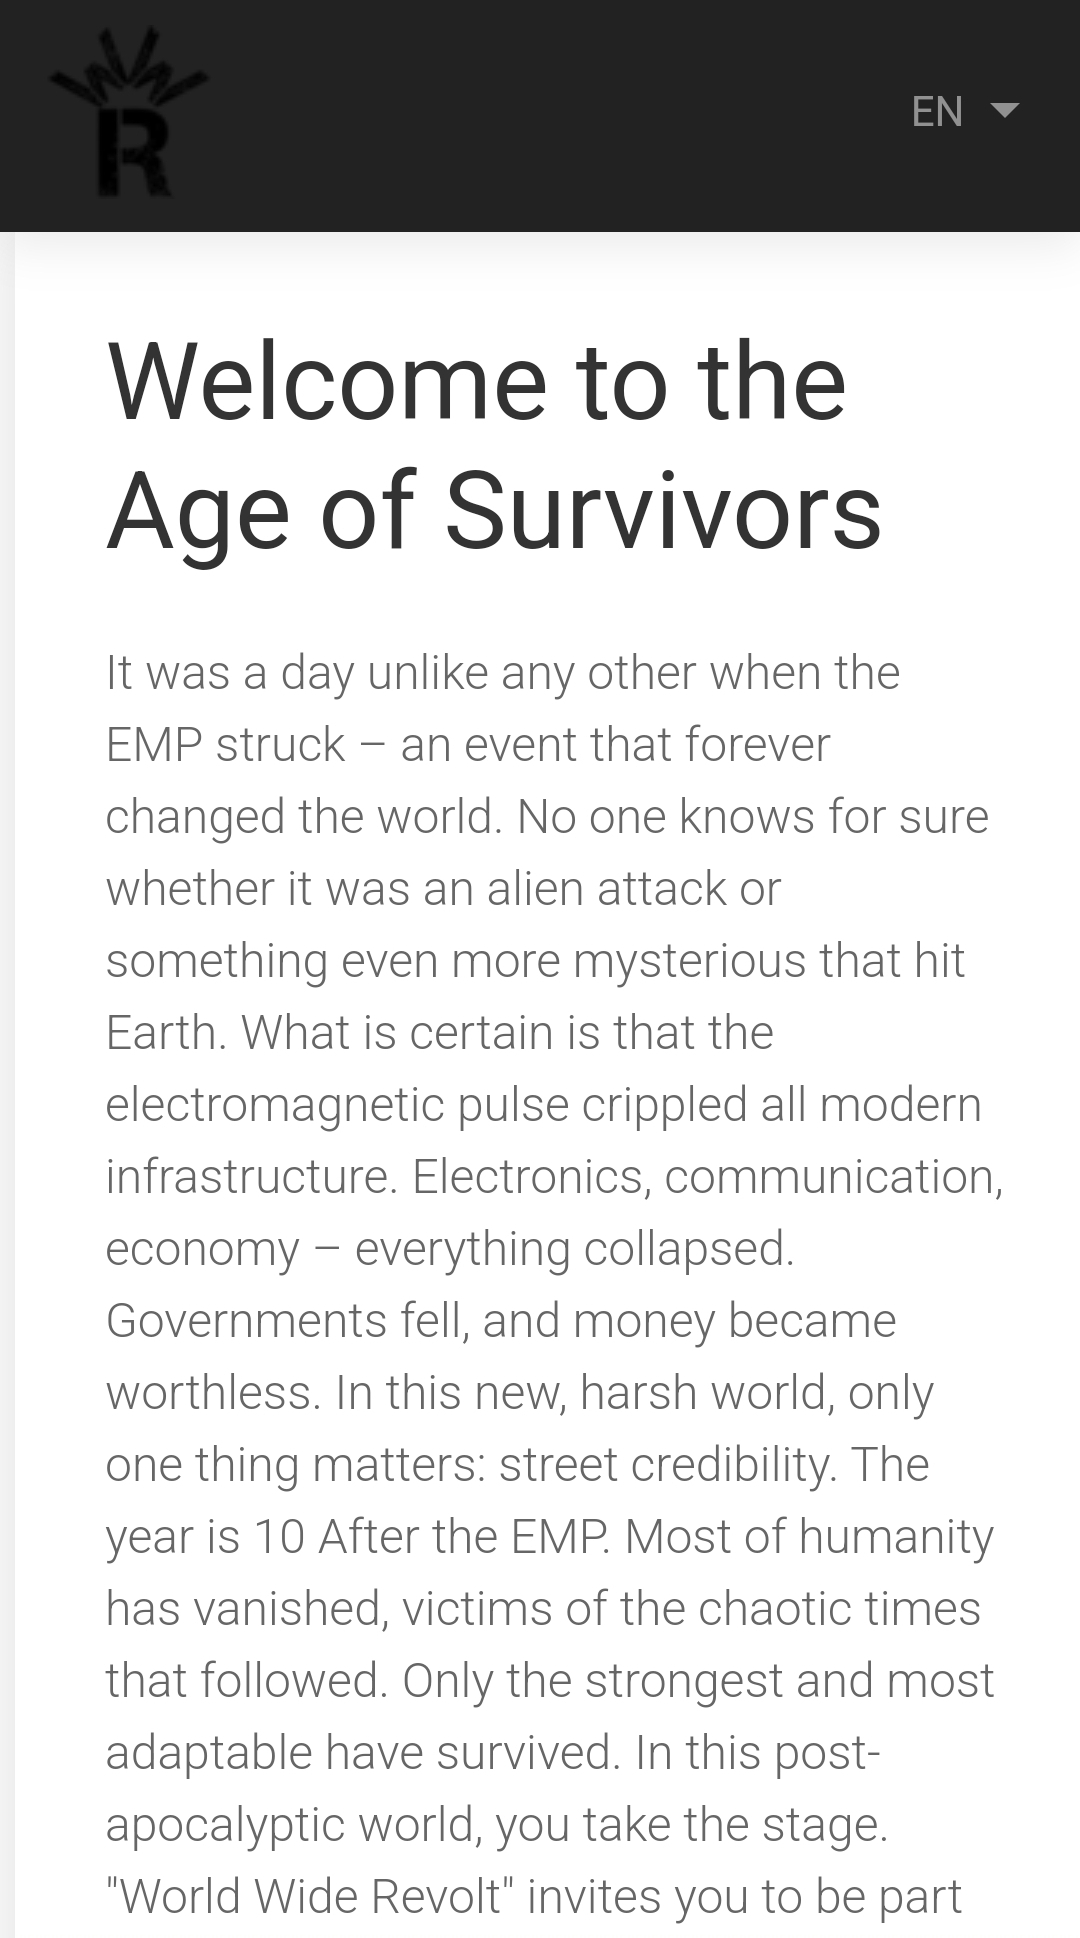 WWR
EN
Welcome to the
Age of Survivors
It was a day unlike any other when the
EMP struck – an event that forever
changed the world. No one knows for sure
whether it was an alien attack or
something even more mysterious that hit
Earth. What is certain is that the
electromagnetic pulse crippled all modern
infrastructure. Electronics, communication,
economy – everything collapsed.
Governments fell, and money became
worthless. In this new, harsh world, only
one thing matters: street credibility. The
year is 10 After the EMP. Most of humanity
has vanished, victims of the chaotic times
that followed. Only the strongest and most
adaptable have survived. In this post-
apocalyptic world, you take the stage.
"World Wide Revolt" invites you to be part